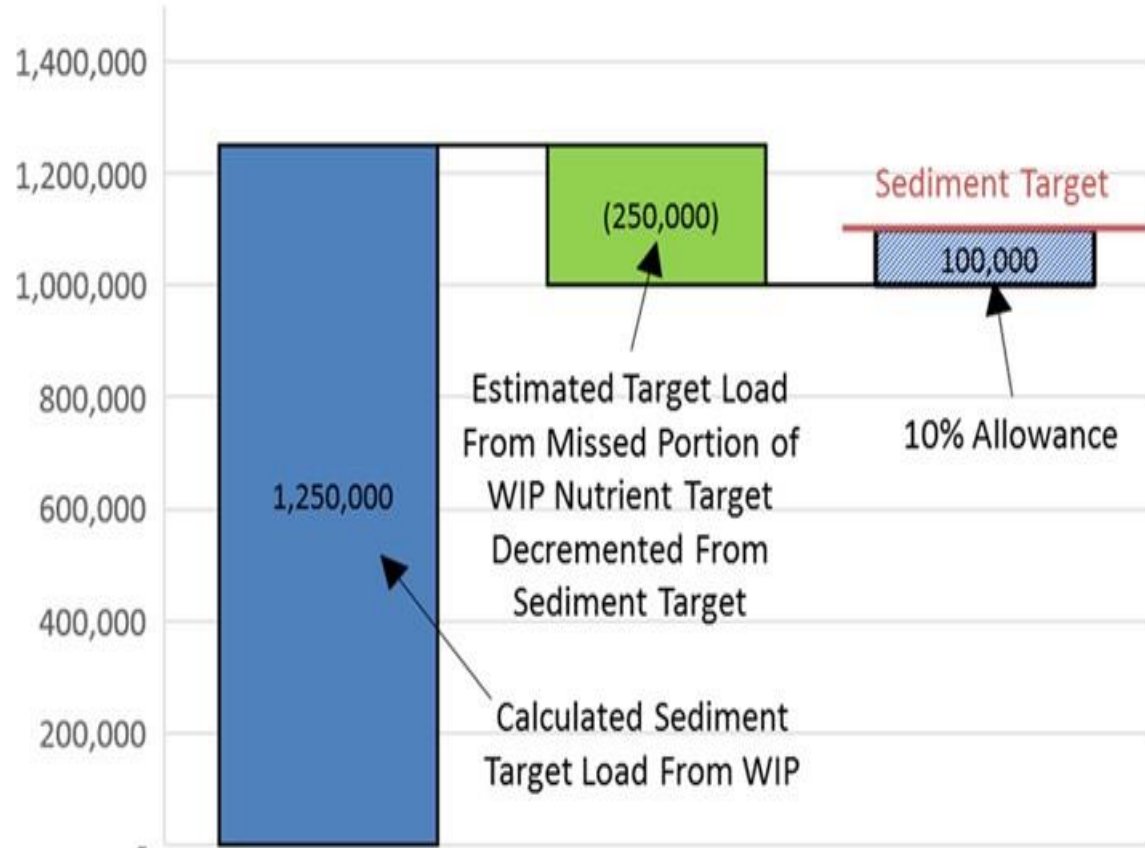 1,400,000
1,200,000
1,000,000
800,000
600,000
400,000
200,000
-
1,250,000
(250,000)
Sediment Target
100,000
Estimated Target Load
From Missed Portion of
WIP Nutrient Target
Decremented From
Sediment Target
10% Allowance
Calculated Sediment
Target Load From WIP